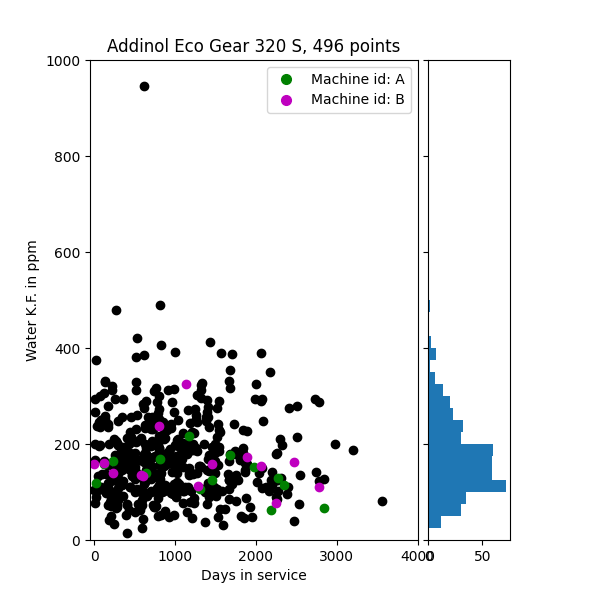 Addinol Eco Gear 320 S, 496 points
Machine id: A
Machine id: B
1000
800
600
400
200
0
Water K.F. in ppm
0
1000
2000
3000
4000
Days in service
0
50